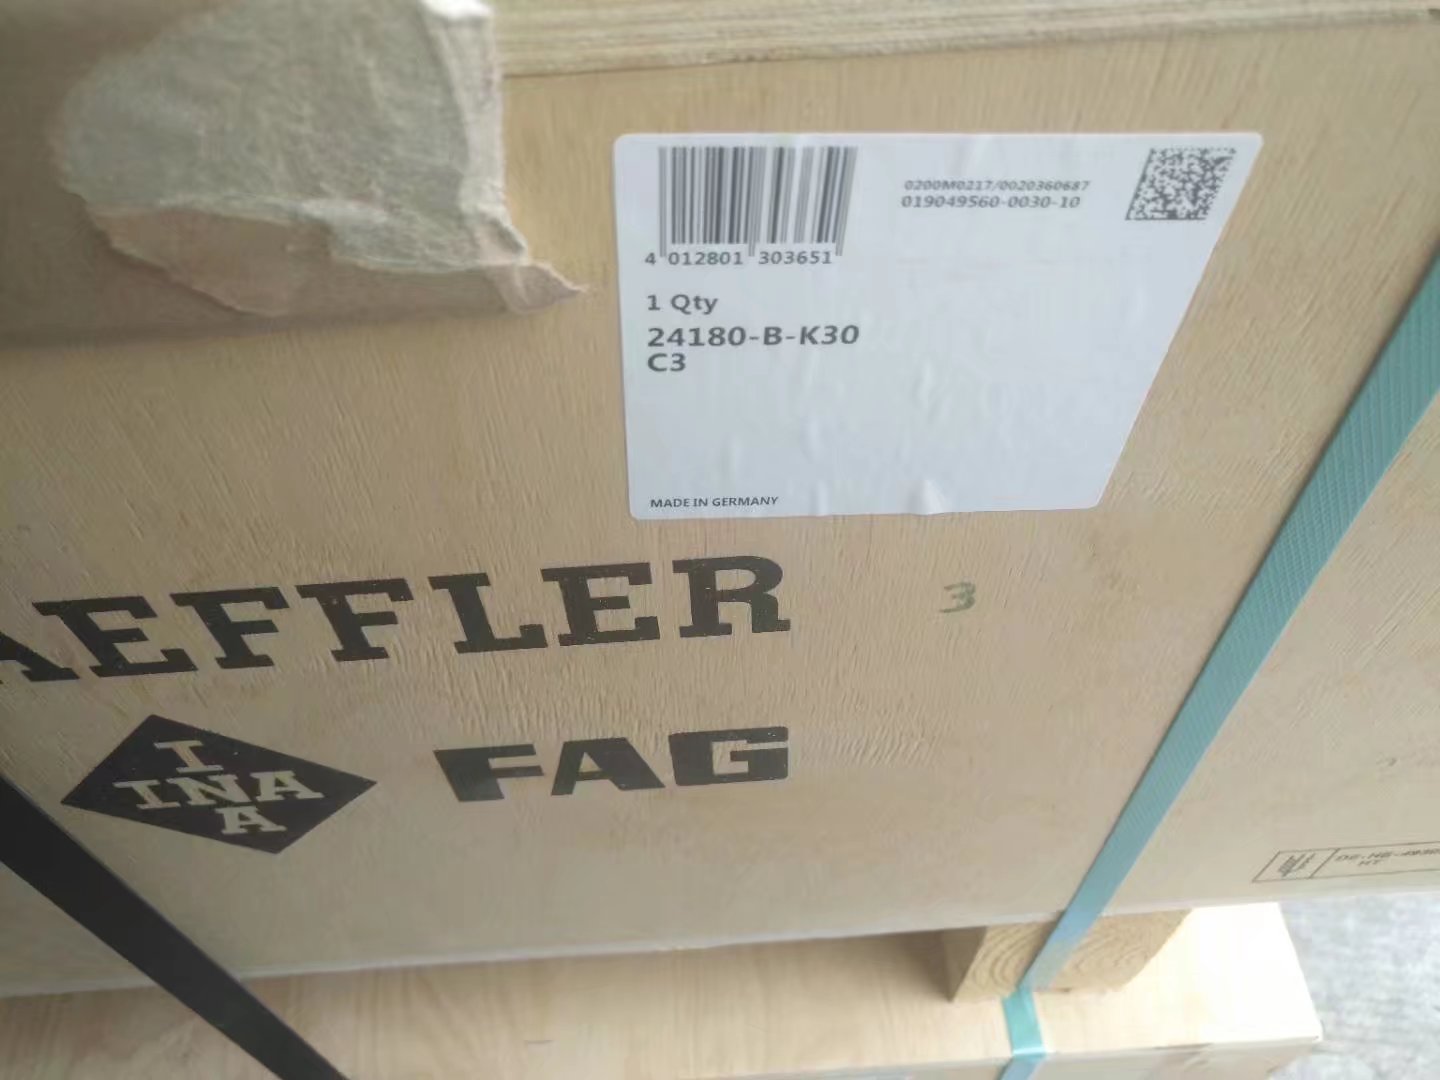 0200M0217/0020360687
019049560-0030-10
4 012801 303651
1 Qty
24180-B-K30
C3
MADE IN GERMANY
AEFFLER
3
I
INA
A
FAG
HT